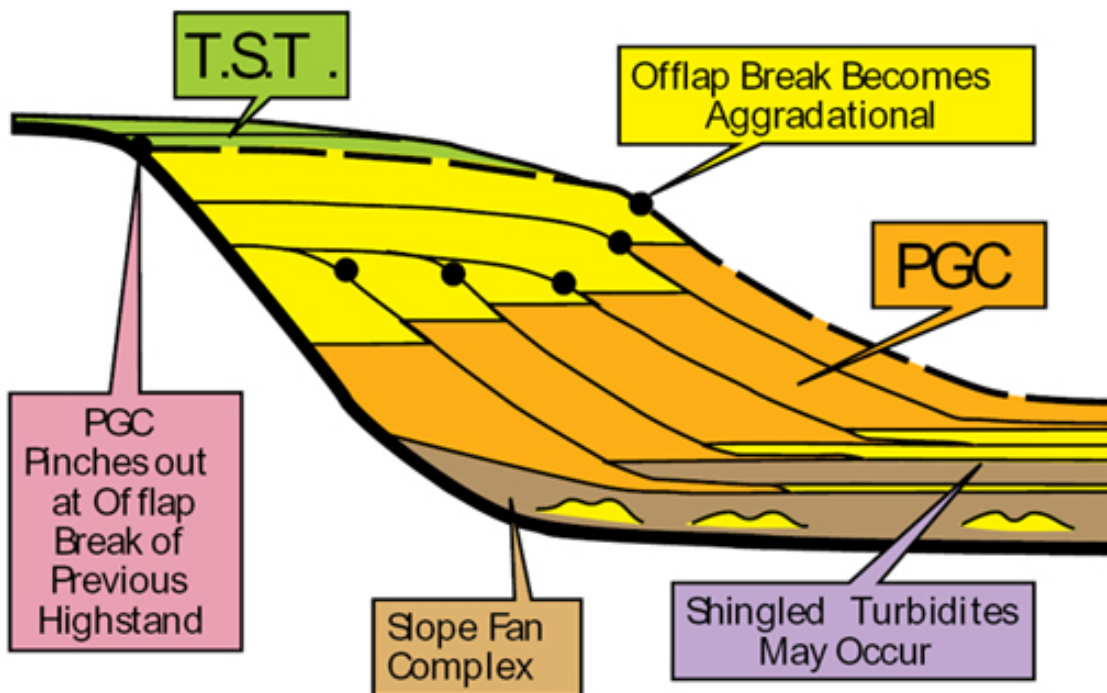 T.S.T.
Offlap Break Becomes
Aggradational
PGC
PGC
Pinches out
at Offlap
Break of
Previous
Highstand
Slope Fan
Complex
Shingled Turbidites
May Occur